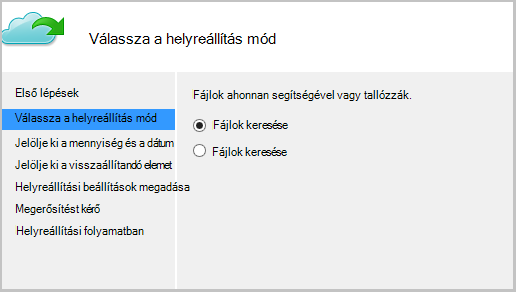 Válassza a helyreállítás mód
Első lépések
Válassza a helyreállítás mód
Jelölje ki a mennyiség és a dátum
Jelölje ki a visszaállítandó elemet
Helyreállítási beállítások megadása
Megerősítést kérő
Helyreállítási folyamatban
Fájlok ahonnan segítségével vagy tallózzák.
Fájlok keresése
Fájlok keresése